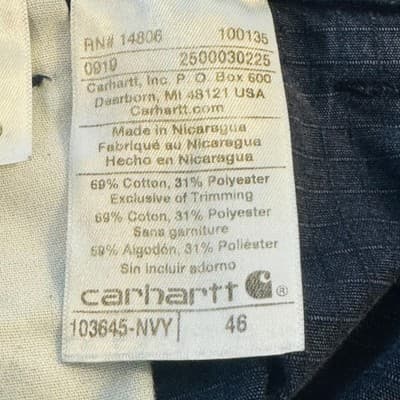 RN# 14806 100135
0919 2500030225
Carhartt, Inc. P.O. Box 600
Dearborn, MI 48121 USA
Carhartt.com
Made in Nicaragua
Fabriqué au Nicaragua
Hecho en Nicaragua
69% Cotton, 31% Polyester
Exclusive of Trimming
69% Coton, 31% Polyester
Sans garniture
69% Algodón, 31% Poliéster
Sin incluir adorno
carhartt ®
103645-NVY 46